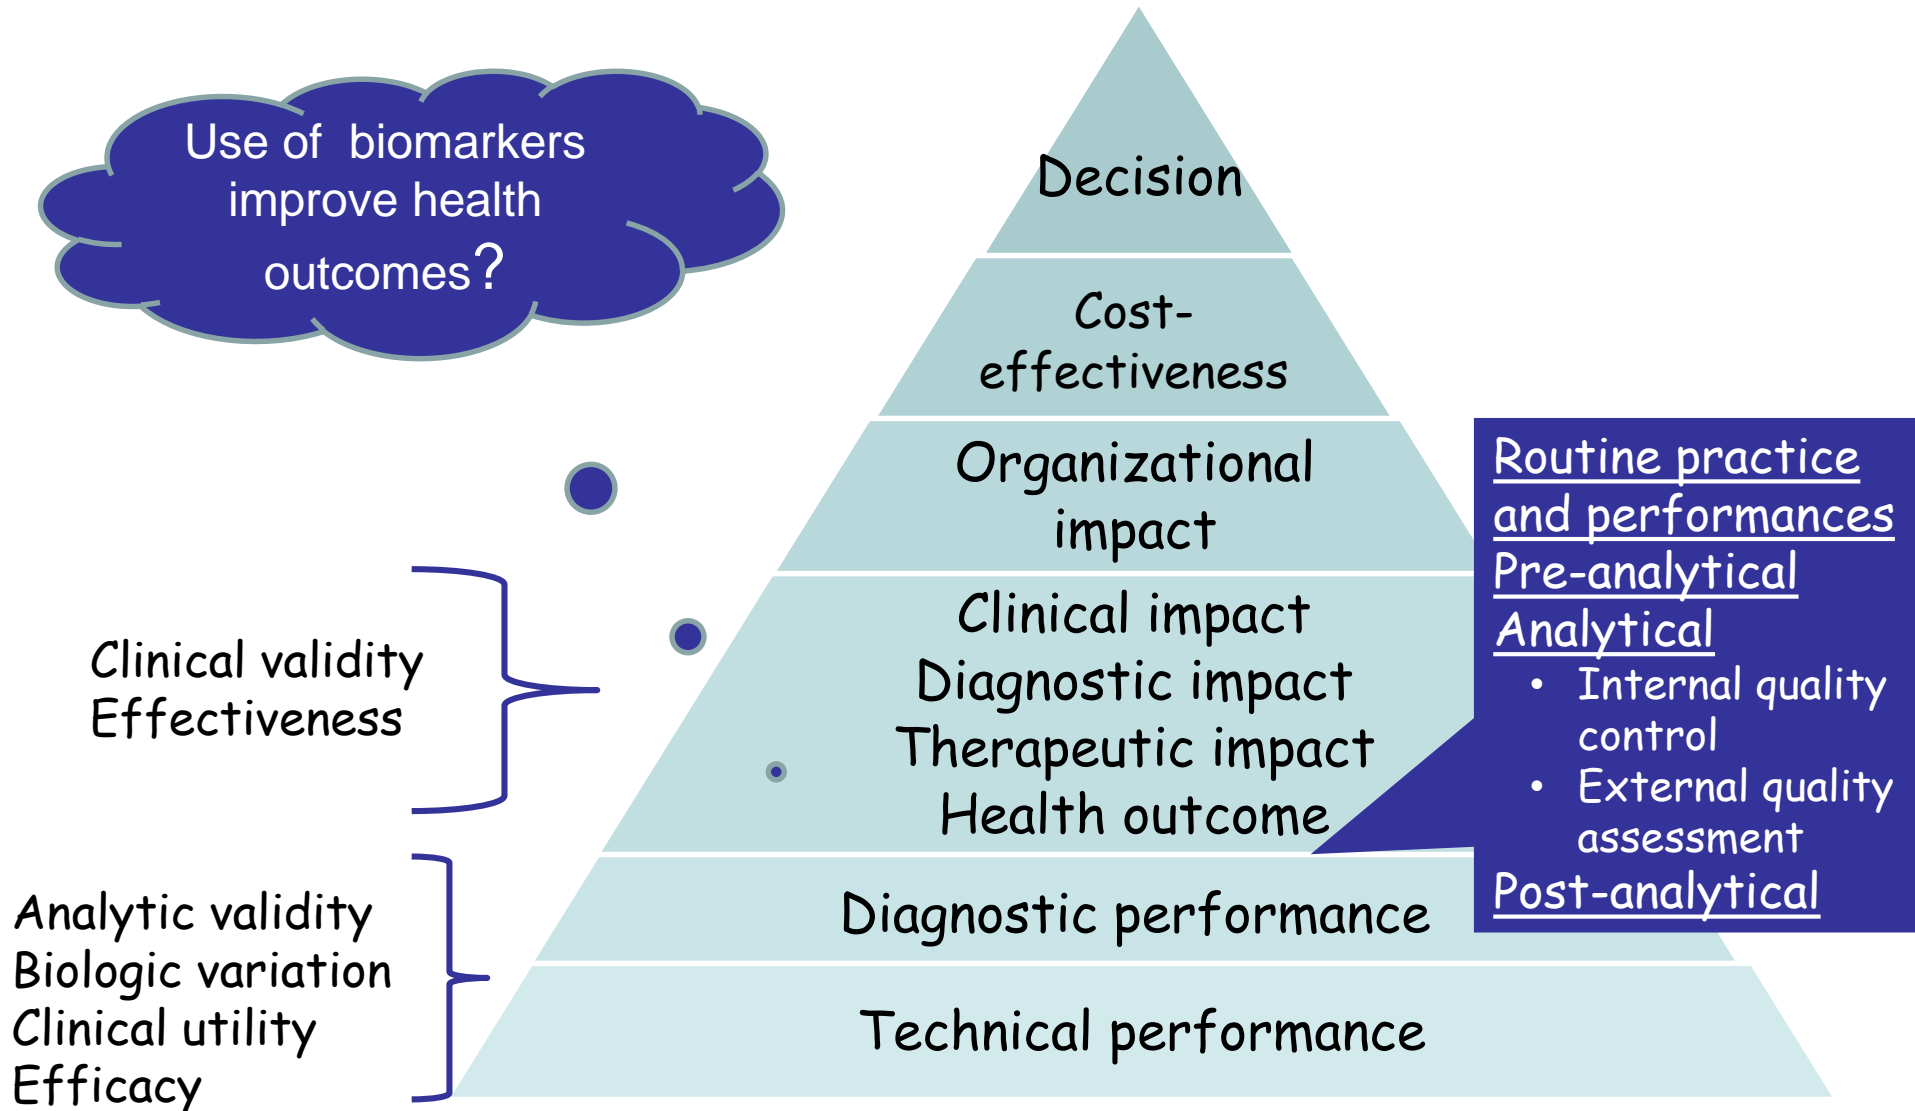 Use of biomarkers
improve health
outcomes?
Decision
Cost-
effectiveness
Organizational
impact
Clinical impact
Diagnostic impact
Therapeutic impact
Health outcome
Diagnostic performance
Technical performance
Clinical validity
Effectiveness
Analytic validity
Biologic variation
Clinical utility
Efficacy
Routine practice
and performances
Pre-analytical
Analytical
• Internal quality
control
• External quality
assessment
Post-analytical